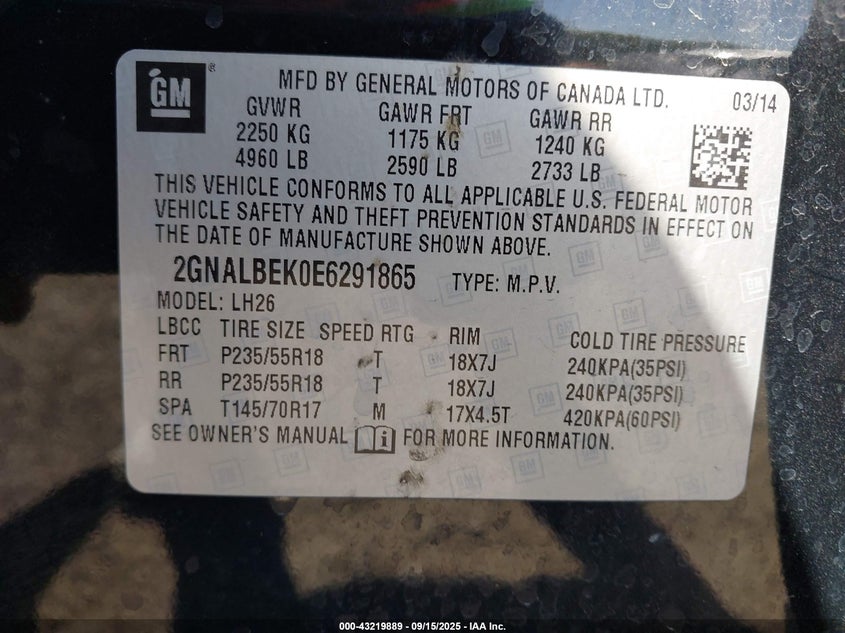 GM ®
MFD BY GENERAL MOTORS OF CANADA LTD. 03/14
GVWR GAWR FRT GAWR RR
2250 KG 1175 KG 1240 KG
4960 LB 2590 LB 2733 LB
THIS VEHICLE CONFORMS TO ALL APPLICABLE U.S. FEDERAL MOTOR
VEHICLE SAFETY AND THEFT PREVENTION STANDARDS IN EFFECT ON
THE DATE OF MANUFACTURE SHOWN ABOVE.
2GNALBEK0E6291865 TYPE: M.P.V.
MODEL: LH26
LBCC TIRE SIZE SPEED RTG RIM COLD TIRE PRESSURE
FRT P235/55R18 T 18X7J 240KPA(35PSI)
RR P235/55R18 T 18X7J 240KPA(35PSI)
SPA T145/70R17 M 17X4.5T 420KPA(60PSI)
SEE OWNER'S MANUAL i FOR MORE INFORMATION.
000-43219889 - 09/15/2025 - IAA Inc.